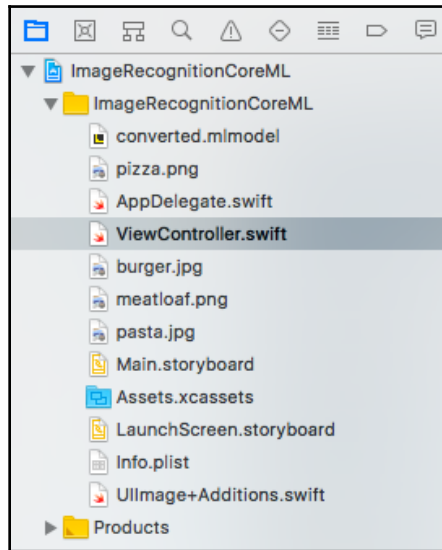 ImageRecognitionCoreML
ImageRecognitionCoreML
converted.mlmodel
pizza.png
AppDelegate.swift
ViewController.swift
burger.jpg
meatloaf.png
pasta.jpg
Main.storyboard
Assets.xcassets
LaunchScreen.storyboard
Info.plist
UIImage+Additions.swift
Products